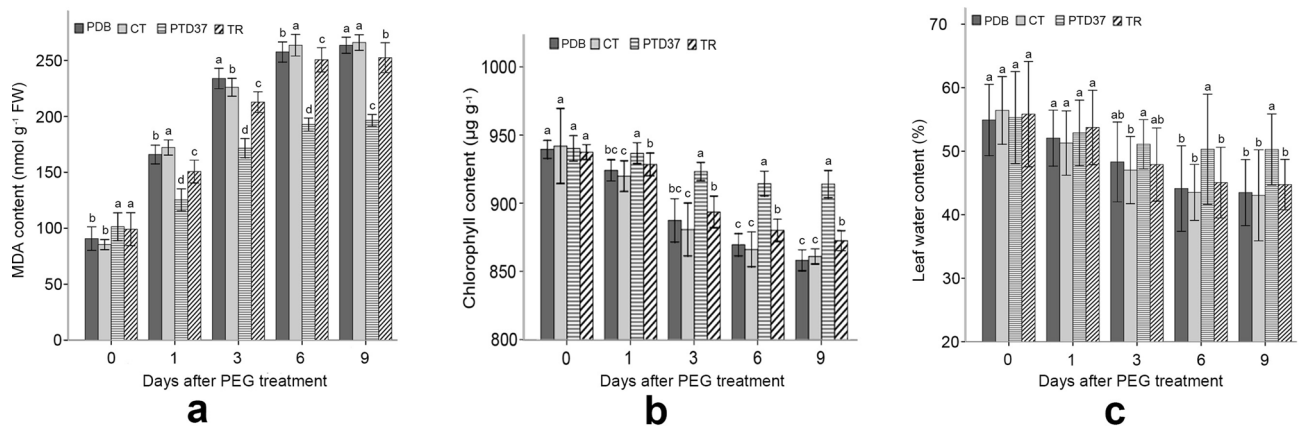 PDB CT PTD37 TR
MDA content (nmol g⁻¹ FW)
250
200
150
100
50
0
b b a a
b a d c
a b d c
b a d c
a a c b
0 1 3 6 9
Days after PEG treatment
a
PDB CT PTD37 TR
Chlorophyll content (µg g⁻¹)
1000
950
900
850
800
a a a a
bc c a b
bc c a b
c c a b
c c a b
0 1 3 6 9
Days after PEG treatment
b
PDB CT PTD37 TR
Leaf water content (%)
70
60
50
40
30
20
a a a a
a a a a
ab b a ab
b b a b
b b a b
0 1 3 6 9
Days after PEG treatment
c